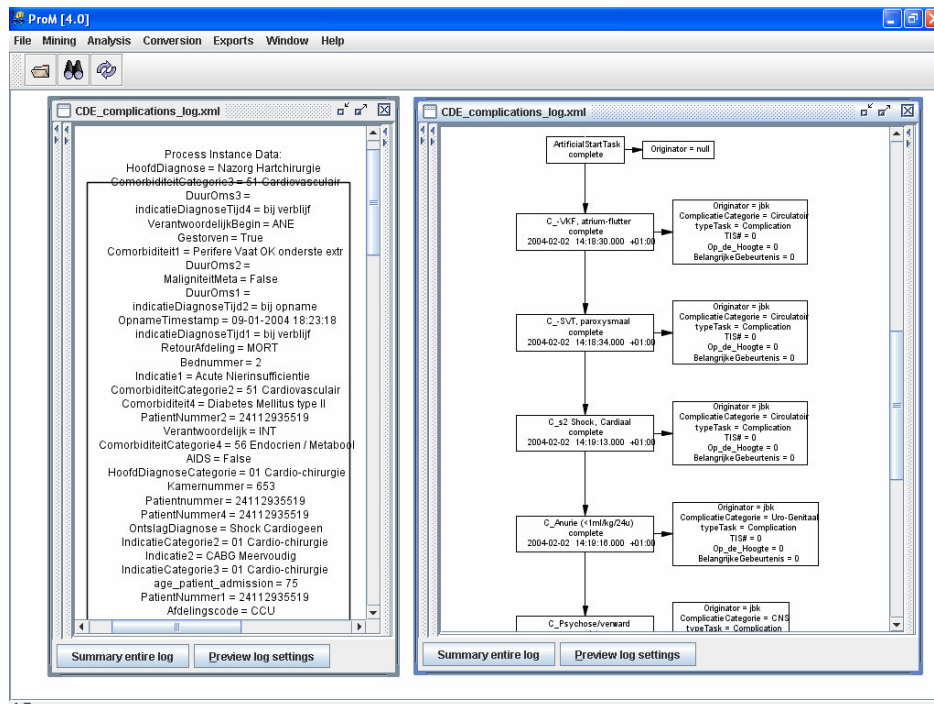 ProM [4.0]
File Mining Analysis Conversion Exports Window Help
CDE_complications_log.xml
Process Instance Data:
HoofdDiagnose = Nazorg Hartchirurgie
ComorbiditeitCategorie3 = 51 Cardiovasculair
DuurOms3 =
indicatieDiagnoseTijd4 = bij verblijf
VerantwoordelijkBegin = ANE
Gestorven = True
Comorbiditeit1 = Perifere Vaat OK onderste extr
DuurOms2 =
MaligniteitMeta = False
DuurOms1 =
indicatieDiagnoseTijd2 = bij opname
OpnameTimestamp = 09-01-2004 18:23:18
indicatieDiagnoseTijd1 = bij verblijf
RetourAfdeling = MORT
Bednummer = 2
Indicatie1 = Acute Nierinsufficientie
ComorbiditeitCategorie2 = 51 Cardiovasculair
Comorbiditeit4 = Diabetes Mellitus type II
PatientNummer2 = 24112935519
Verantwoordelijk = INT
ComorbiditeitCategorie4 = 56 Endocrien / Metabool
AIDS = False
HoofdDiagnoseCategorie = 01 Cardio-chirurgie
Kamernummer = 653
Patientnummer = 24112935519
PatientNummer4 = 24112935519
OntslagDiagnose = Shock Cardiogeen
IndicatieCategorie2 = 01 Cardio-chirurgie
Indicatie2 = CABG Meervoudig
IndicatieCategorie3 = 01 Cardio-chirurgie
age_patient_admission = 75
PatientNummer1 = 24112935519
Afdelingscode = CCU
Summary entire log
Preview log settings
CDE_complications_log.xml
ArtificialStartTask
complete
Originator = null
C_-VKF, atrium-flutter
complete
2004-02-02 14:18:30.000 +01:00
Originator = jbk
ComplicatieCategorie = Circulatoir
typeTask = Complication
TIS# = 0
Op_de_Hoogte = 0
BelangrijkeGebeurtenis = 0
C_-SVT, paroxysmaal
complete
2004-02-02 14:18:34.000 +01:00
Originator = jbk
ComplicatieCategorie = Circulatoir
typeTask = Complication
TIS# = 0
Op_de_Hoogte = 0
BelangrijkeGebeurtenis = 0
C_s2 Shock, Cardiaal
complete
2004-02-02 14:19:13.000 +01:00
Originator = jbk
ComplicatieCategorie = Circulatoir
typeTask = Complication
TIS# = 0
Op_de_Hoogte = 0
BelangrijkeGebeurtenis = 0
C_Anurie (<1ml/kg/24u)
complete
2004-02-02 14:19:16.000 +01:00
Originator = jbk
ComplicatieCategorie = Uro-Genitaal
typeTask = Complication
TIS# = 0
Op_de_Hoogte = 0
BelangrijkeGebeurtenis = 0
C_Psychose/verward
Originator = jbk
ComplicatieCategorie = CNS
typeTask = Complication
Summary entire log
Preview log settings